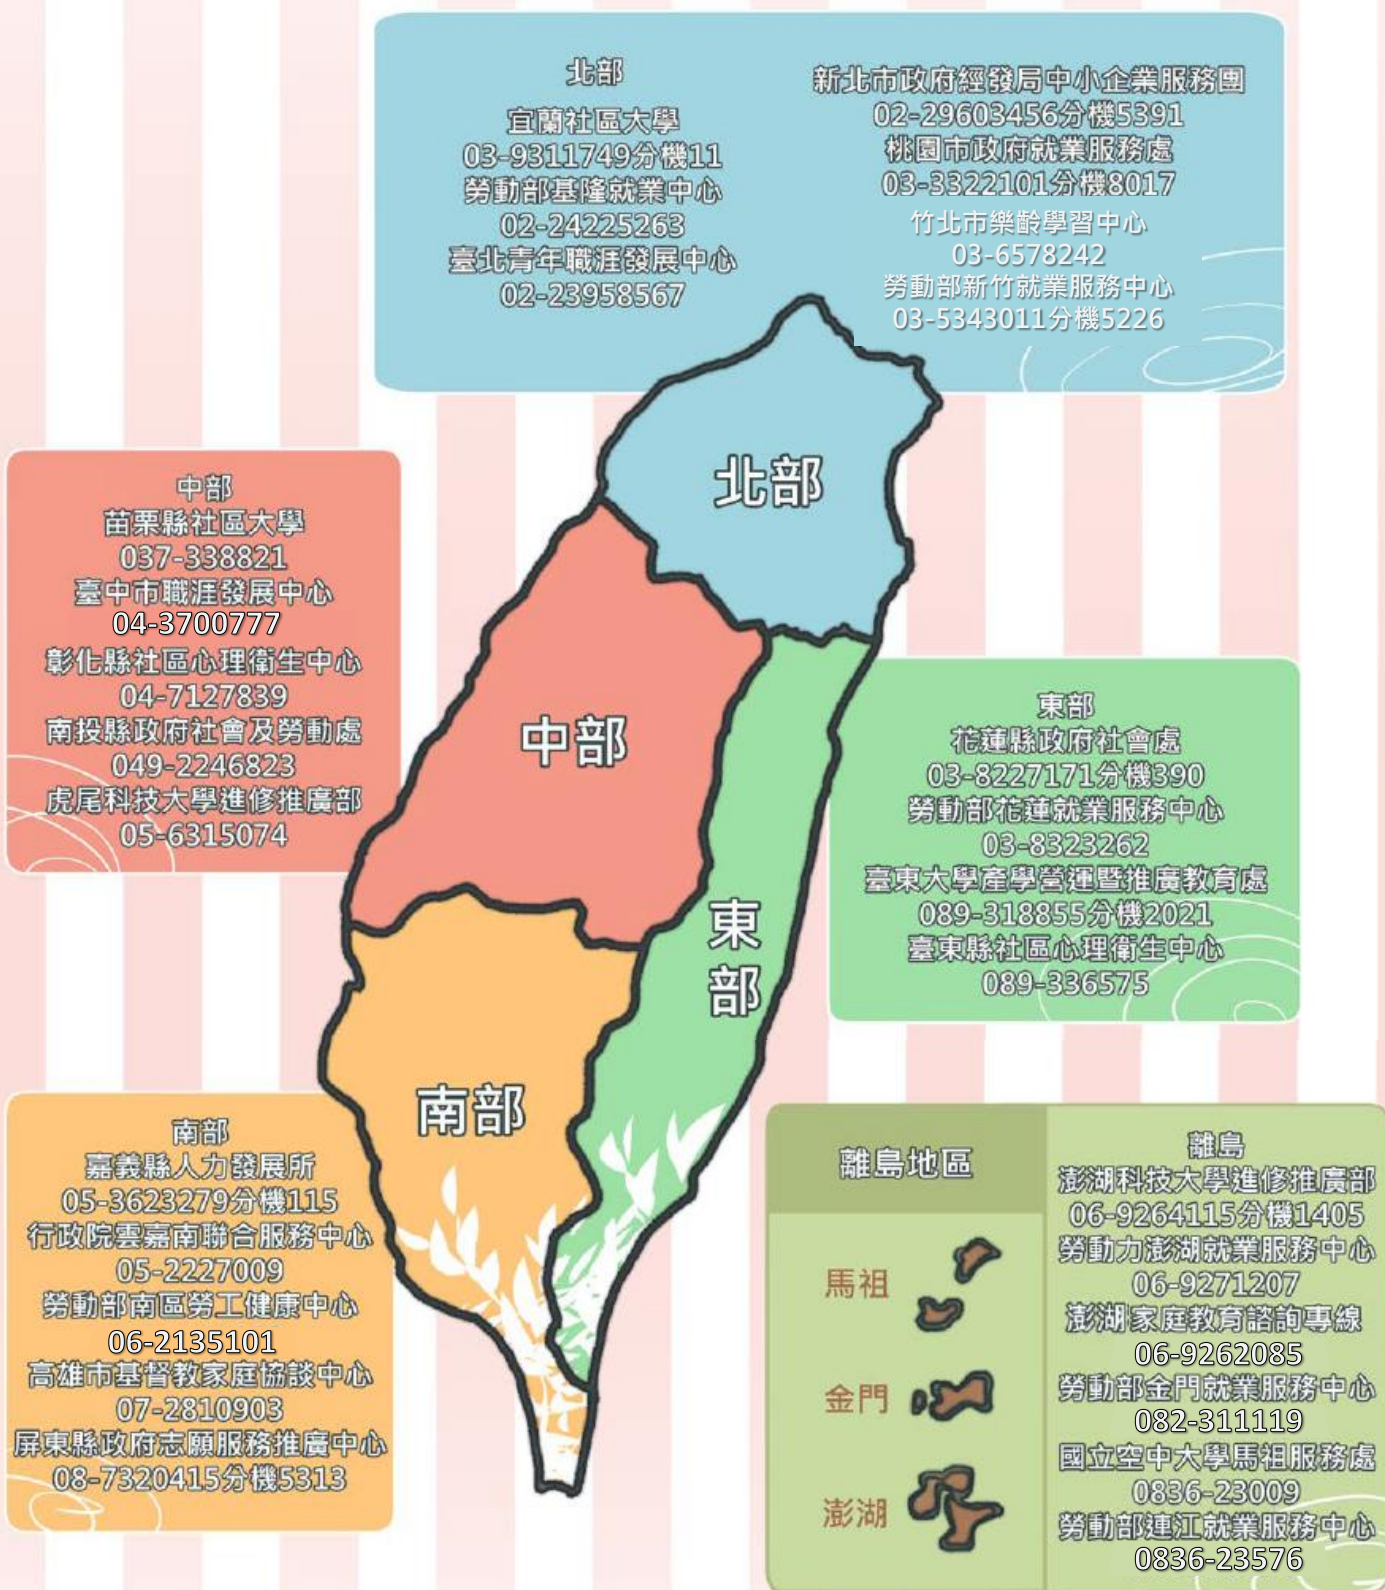 北部
宜蘭社區大學
03-9311749分機11
勞動部基隆就業中心
02-24225263
臺北青年職涯發展中心
02-23958567
新北市政府經發局中小企業服務團
02-29603456分機5391
桃園市政府就業服務處
03-3322101分機8017
竹北市樂齡學習中心
03-6578242
勞動部新竹就業服務中心
03-5343011分機5226
北部
中部
苗栗縣社區大學
037-338821
臺中市職涯發展中心
04-3700777
彰化縣社區心理衛生中心
04-7127839
南投縣政府社會及勞動處
049-2246823
虎尾科技大學進修推廣部
05-6315074
中部
東部
花蓮縣政府社會處
03-8227171分機390
勞動部花蓮就業服務中心
03-8323262
臺東大學產學營運暨推廣教育處
089-318855分機2021
臺東縣社區心理衛生中心
089-336575
東部
南部
南部
嘉義縣人力發展所
05-3623279分機115
行政院雲嘉南聯合服務中心
05-2227009
勞動部南區勞工健康中心
06-2135101
高雄市基督教家庭協談中心
07-2810903
屏東縣政府志願服務推廣中心
08-7320415分機5313
離島地區
馬祖
金門
澎湖
離島
澎湖科技大學進修推廣部
06-9264115分機1405
勞動力澎湖就業服務中心
06-9271207
澎湖家庭教育諮詢專線
06-9262085
勞動部金門就業服務中心
082-311119
國立空中大學馬祖服務處
0836-23009
勞動部連江就業服務中心
0836-23576